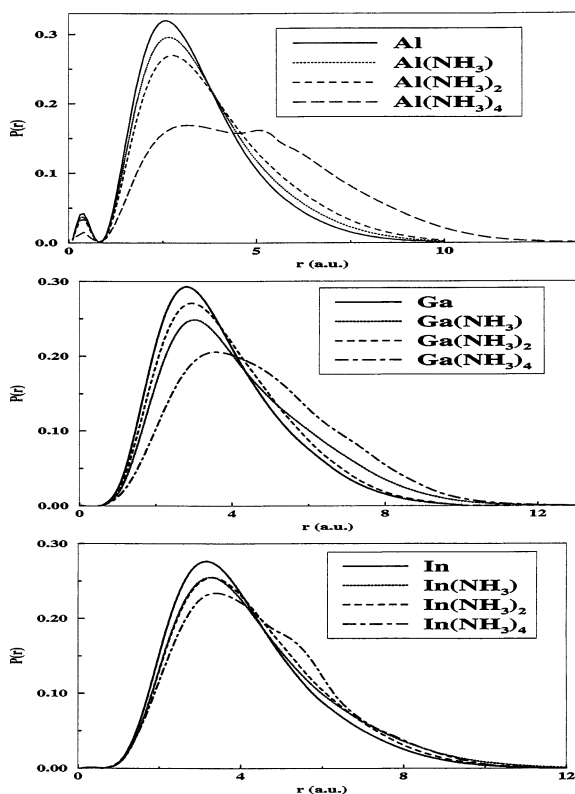 0.3
0.2
0.1
0.0
P(r)
Al
Al(NH₃)
Al(NH₃)₂
Al(NH₃)₄
5
10
r (a.u.)
0.30
0.20
0.10
0.00
P(r)
Ga
Ga(NH₃)
Ga(NH₃)₂
Ga(NH₃)₄
0
4
8
12
r (a.u.)
0.30
0.20
0.10
0.00
P(r)
In
In(NH₃)
In(NH₃)₂
In(NH₃)₄
0
4
8
12
r (a.u.)